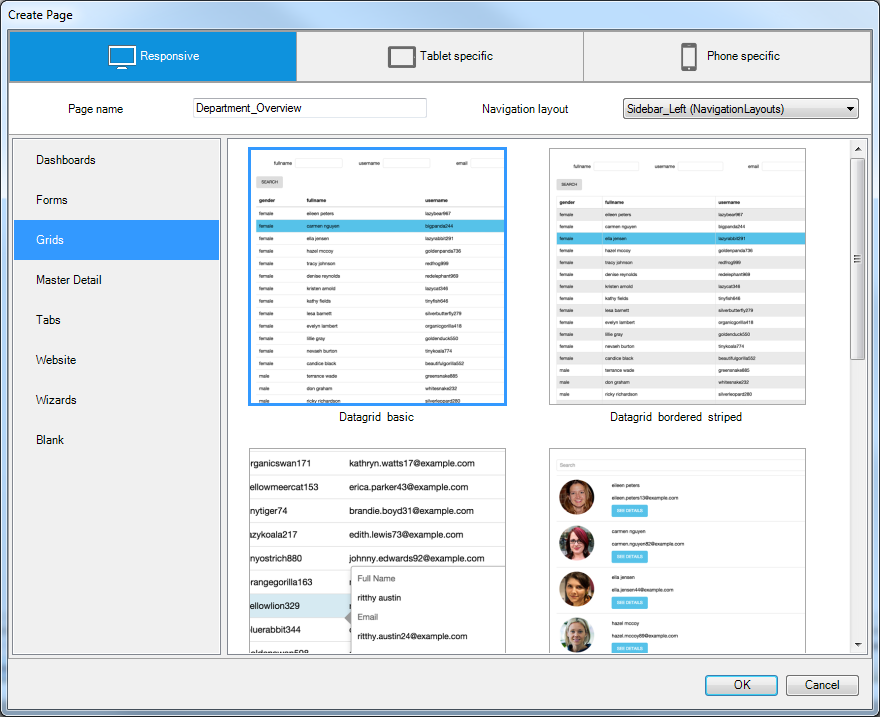 Create Page
Responsive
Tablet specific
Phone specific
Page name
Department_Overview
Navigation layout
Sidebar_Left (NavigationLayouts)
Dashboards
Forms
Grids
Master Detail
Tabs
Website
Wizards
Blank
fullname username email
SEARCH
gender fullname username
female eileen peters lazybear967
female carmen nguyen bigpanda244
female ella jensen lazyrabbit291
female hazel mccoy goldenpanda736
female tracy johnson redfrog999
female denise reynolds redelephant969
female kristen arnold lazycat346
female kathy fields tinyfish646
female lesa barnett silverbutterfly279
female evelyn lambert organicgorilla418
female lillie gray goldenduck550
female nevaeh burton tinykoala774
female candice black beautifulgorilla552
male terrance wade greensnake885
male don graham whitesnake232
male ricky richardson silverleopard280
Datagrid basic
fullname username email
SEARCH
gender fullname username
female eileen peters lazybear967
female carmen nguyen bigpanda244
female ella jensen lazyrabbit291
female hazel mccoy goldenpanda736
female tracy johnson redfrog999
female denise reynolds redelephant969
female kristen arnold lazycat346
female kathy fields tinyfish646
female lesa barnett silverbutterfly279
female evelyn lambert organicgorilla418
female lillie gray goldenduck550
female nevaeh burton tinykoala774
female candice black beautifulgorilla552
male terrance wade greensnake885
male don graham whitesnake232
male ricky richardson silverleopard280
Datagrid bordered striped
rganicswan171 kathryn.watts17@example.com
ellowmeercat153 erica.parker43@example.com
nytiger74 brandie.boyd31@example.com
azykoala217 edith.lewis73@example.com
nyostrich880 johnny.edwards92@example.com
rangegorilla163
Full Name
ritthy austin
ellowlion329
Email
luerabbit344
ritthy.austin24@example.com
oldenswan598
Search
eileen peters
eileen.peters13@example.com
SEE DETAILS
carmen nguyen
carmen.nguyen82@example.com
SEE DETAILS
ella jensen
ella.jensen44@example.com
SEE DETAILS
hazel mccoy
hazel.mccoy89@example.com
SEE DETAILS
OK
Cancel